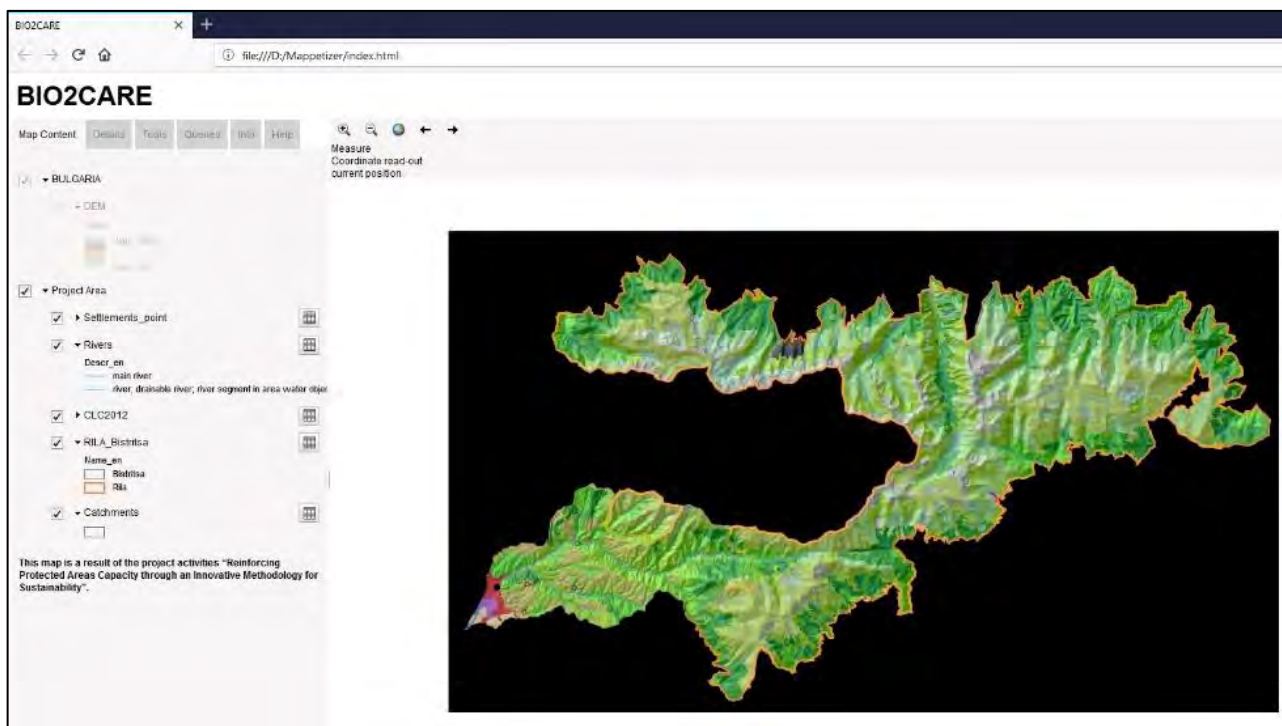 BIO2CARE
file:///D:/Mappetizer/index.html
BIO2CARE
Map Content Details Tools Queries Info Help
Measure
Coordinate read-out
current position
BULGARIA
DEM
Project Area
Settlements_point
Rivers
Descr_en
main river
river, drainable river; river segment in area water objec
CLC2012
RILA_Bistritsa
Name_en
Bistritsa
Rila
Catchments
This map is a result of the project activities "Reinforcing
Protected Areas Capacity through an Innovative Methodology for
Sustainability".